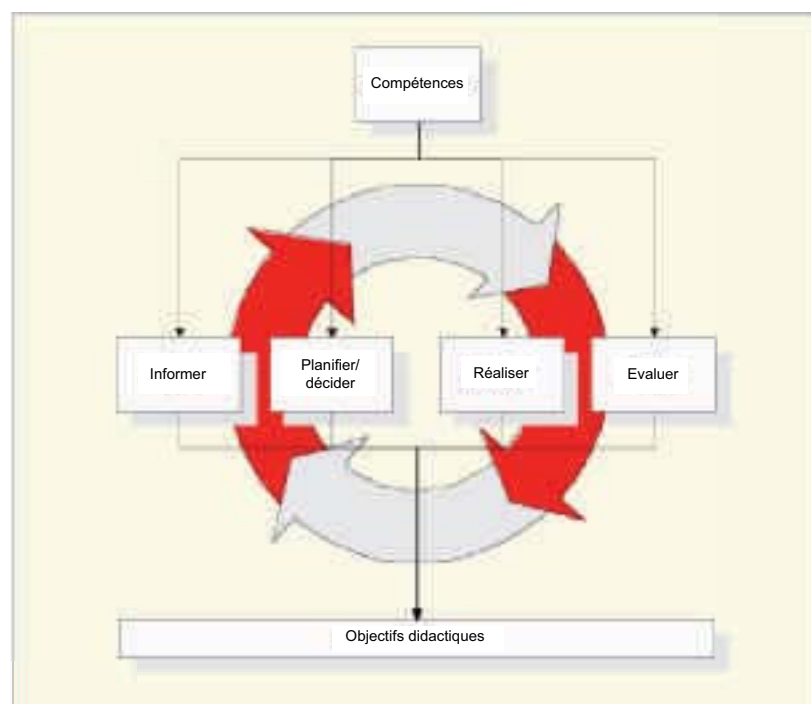 Compétences
Informer
Planifier/
décider
Réaliser
Evaluer
Objectifs didactiques